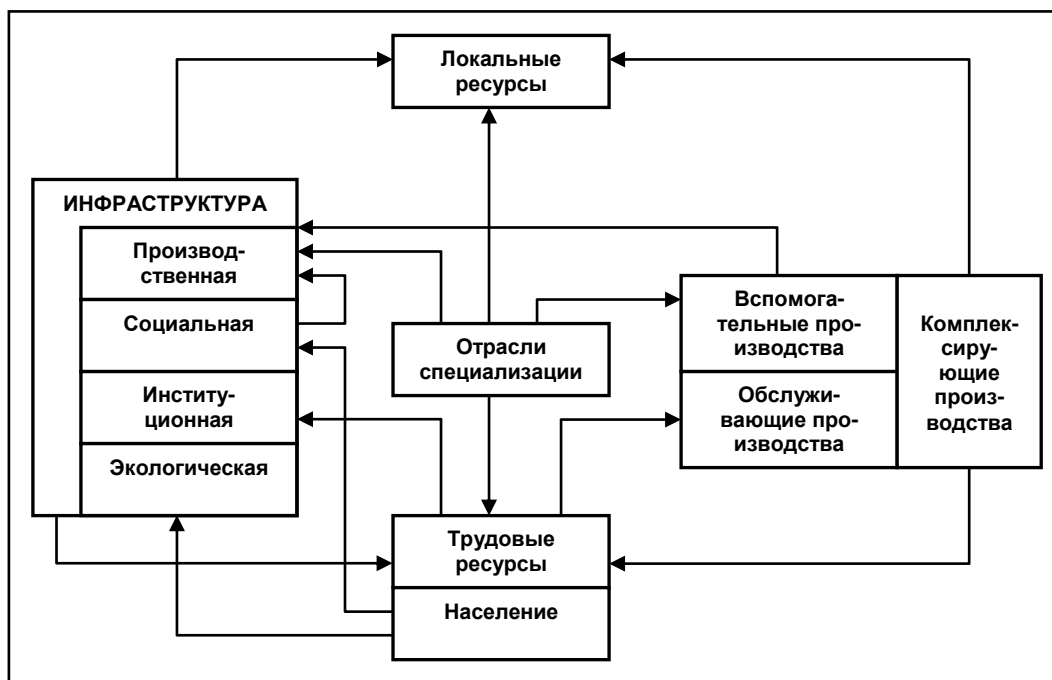 Локальные
ресурсы
ИНФРАСТРУКТУРА
Производ-
ственная
Социальная
Институ-
ционная
Экологическая
Отрасли
специализации
Вспомога-
тельные про-
изводства
Обслужи-
вающие про-
изводства
Комплек-
сиру-
ющие
произ-
водства
Трудовые
ресурсы
Население